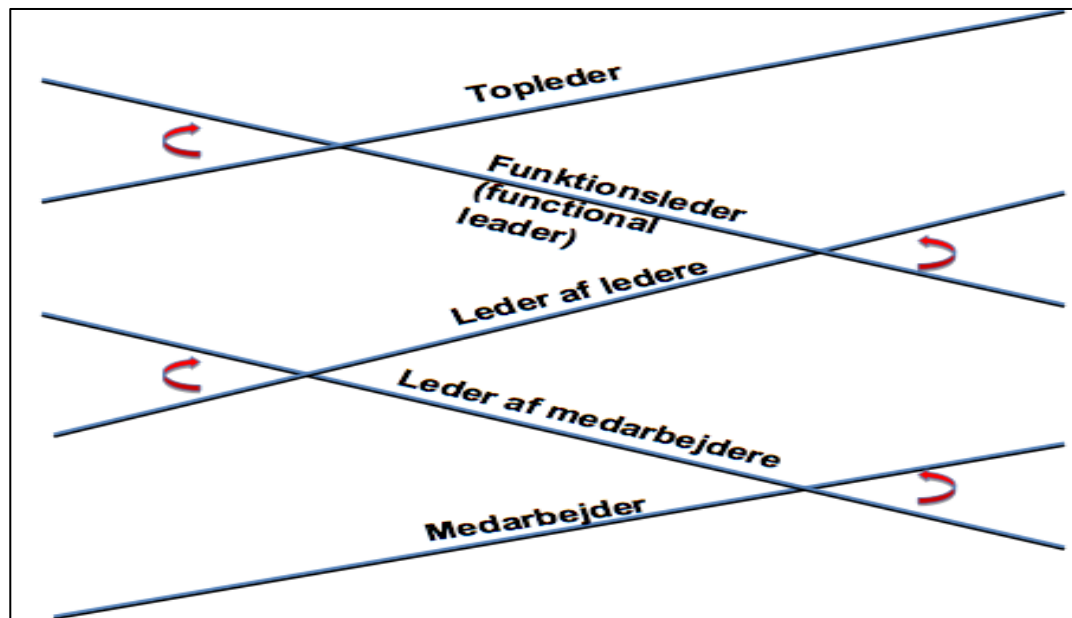 Topleder
Funktionsleder
(functional
leader)
Leder af ledere
Leder af medarbejdere
Medarbejder